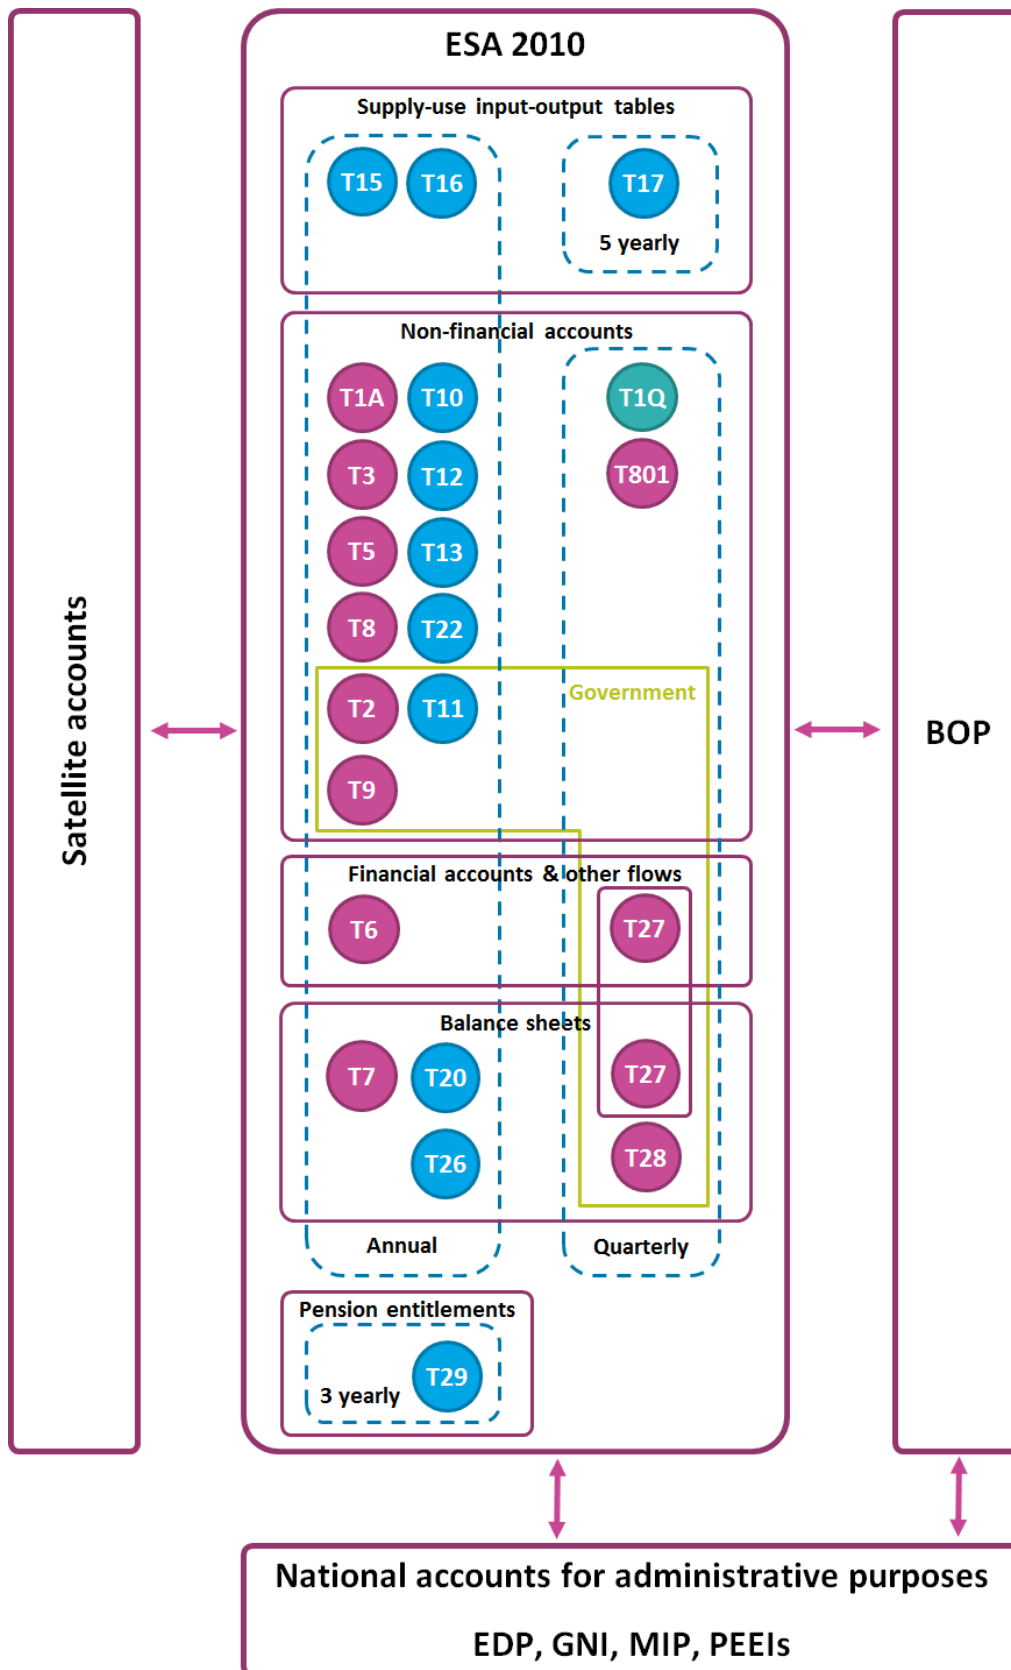 ESA 2010
Supply-use input-output tables
T15 T16 T17
5 yearly
Non-financial accounts
T1A T10 T1Q
T3 T12 T801
T5 T13
T8 T22
Government
T2 T11
T9
Financial accounts & other flows
T6 T27
Balance sheets
T7 T20 T27
T26 T28
Annual Quarterly
Pension entitlements
3 yearly T29
Satellite accounts
BOP
National accounts for administrative purposes
EDP, GNI, MIP, PEEIs